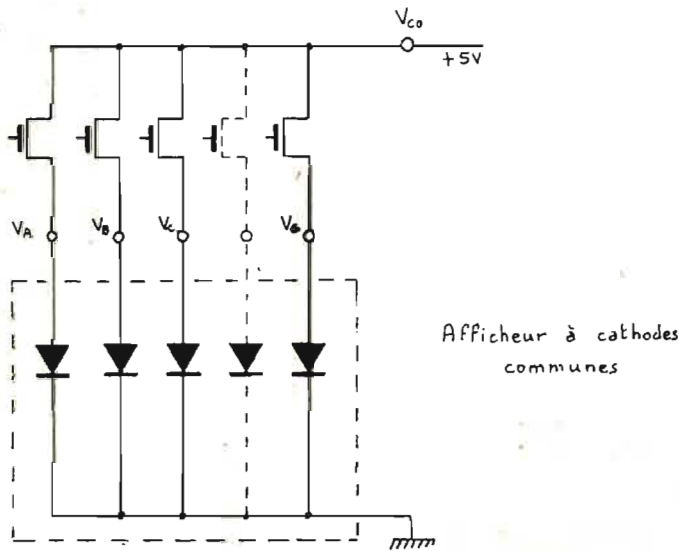 Vco
+5V
VA
VB
VC
VG
Afficheur à cathodes
communes